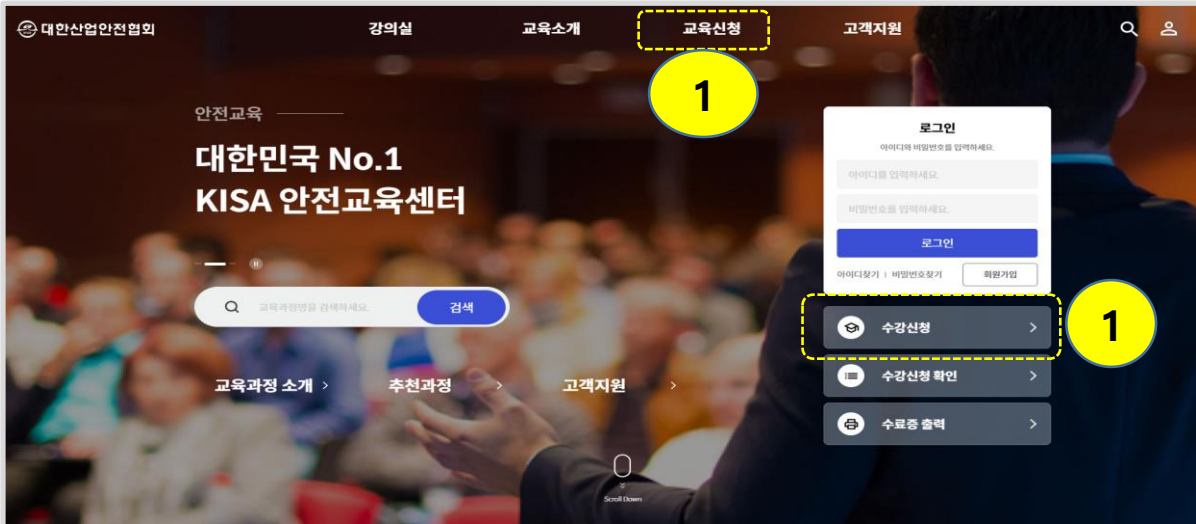 대한산업안전협회
강의실 교육소개 교육신청 고객지원
1
안전교육
대한민국 No.1
KISA 안전교육센터
교육과정명을 검색하세요. 검색
교육과정 소개 추천과정 고객지원
Scroll Down
로그인
아이디와 비밀번호를 입력하세요.
아이디를 입력하세요.
비밀번호를 입력하세요.
로그인
아이디찾기 | 비밀번호찾기 회원가입
수강신청
1
수강신청 확인
수료증 출력